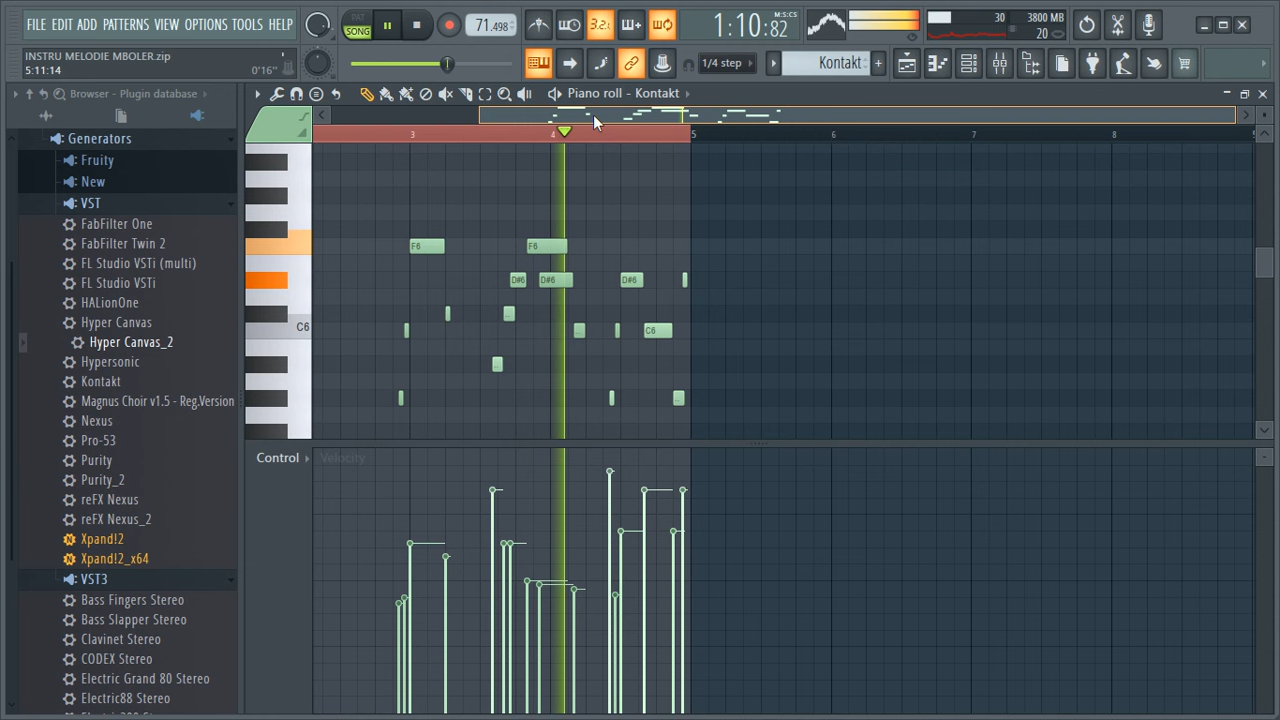 FILE EDIT ADD PATTERNS VIEW OPTIONS TOOLS HELP
PAT
SONG
71.498
3.2:
1:10:82
M:S:CS
30
3800 MB
20
INSTRU MELODIE MBOLER.zip
5:11:14
0'16"
1/4 step
Kontakt
Browser - Plugin database
Piano roll - Kontakt
Generators
Fruity
New
VST
FabFilter One
FabFilter Twin 2
FL Studio VSTi (multi)
FL Studio VSTi
HALionOne
Hyper Canvas
Hyper Canvas_2
Hypersonic
Kontakt
Magnus Choir v1.5 - Reg.Version
Nexus
Pro-53
Purity
Purity_2
reFX Nexus
reFX Nexus_2
Xpand!2
Xpand!2_x64
VST3
Bass Fingers Stereo
Bass Slapper Stereo
Clavinet Stereo
CODEX Stereo
Electric Grand 80 Stereo
Electric88 Stereo
3 4 5 6 7 8
F6 F6
D#6 D#6 D#6
C6 C6
Control
Velocity